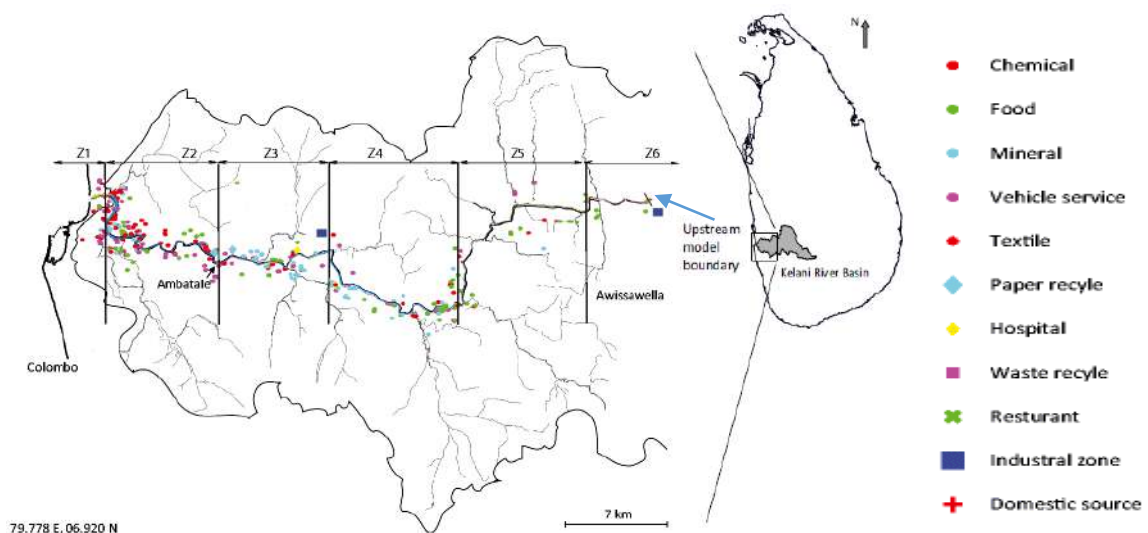 Z1
Z2
Z3
Z4
Z5
Z6
Ambatale
Colombo
Awissawella
Upstream
model
boundary
7 km
79.778 E, 06.920 N
N
Kelani River Basin
Chemical
Food
Mineral
Vehicle service
Textile
Paper recyle
Hospital
Waste recyle
Resturant
Industral zone
Domestic source